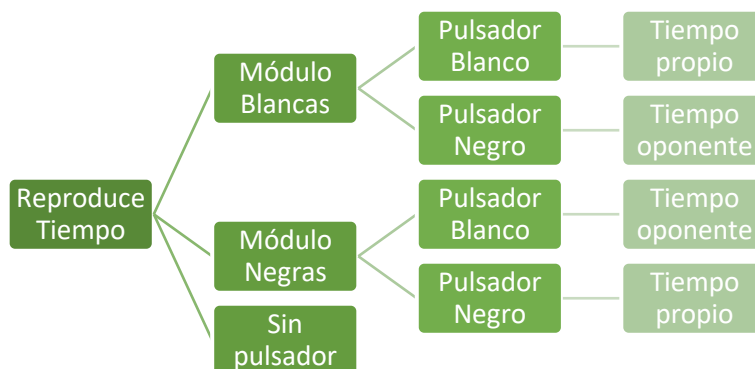 Reproduce
Tiempo
Módulo
Blancas
Pulsador
Blanco
Tiempo
propio
Pulsador
Negro
Tiempo
oponente
Módulo
Negras
Pulsador
Blanco
Tiempo
oponente
Pulsador
Negro
Tiempo
propio
Sin
pulsador